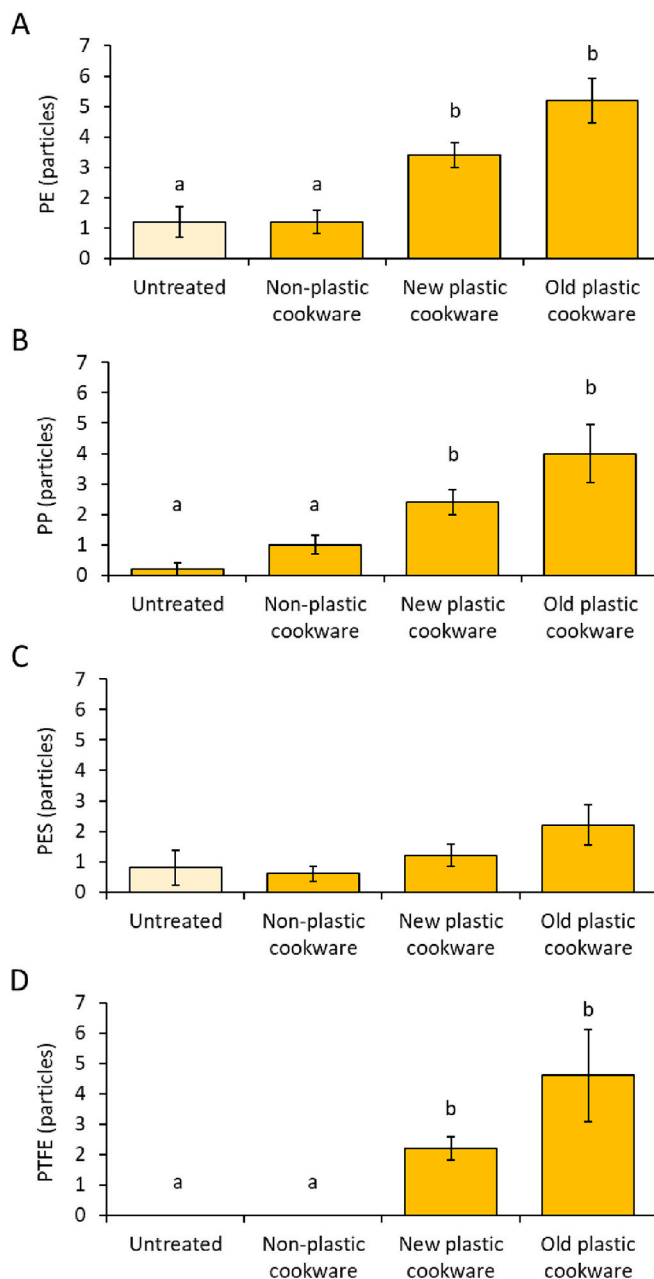 A
PE (particles)
7
6
5
4
3
2
1
0
a
a
b
b
Untreated
Non-plastic
cookware
New plastic
cookware
Old plastic
cookware
B
PP (particles)
7
6
5
4
3
2
1
0
a
a
b
b
Untreated
Non-plastic
cookware
New plastic
cookware
Old plastic
cookware
C
PES (particles)
7
6
5
4
3
2
1
0
Untreated
Non-plastic
cookware
New plastic
cookware
Old plastic
cookware
D
PTFE (particles)
7
6
5
4
3
2
1
0
a
a
b
b
Untreated
Non-plastic
cookware
New plastic
cookware
Old plastic
cookware